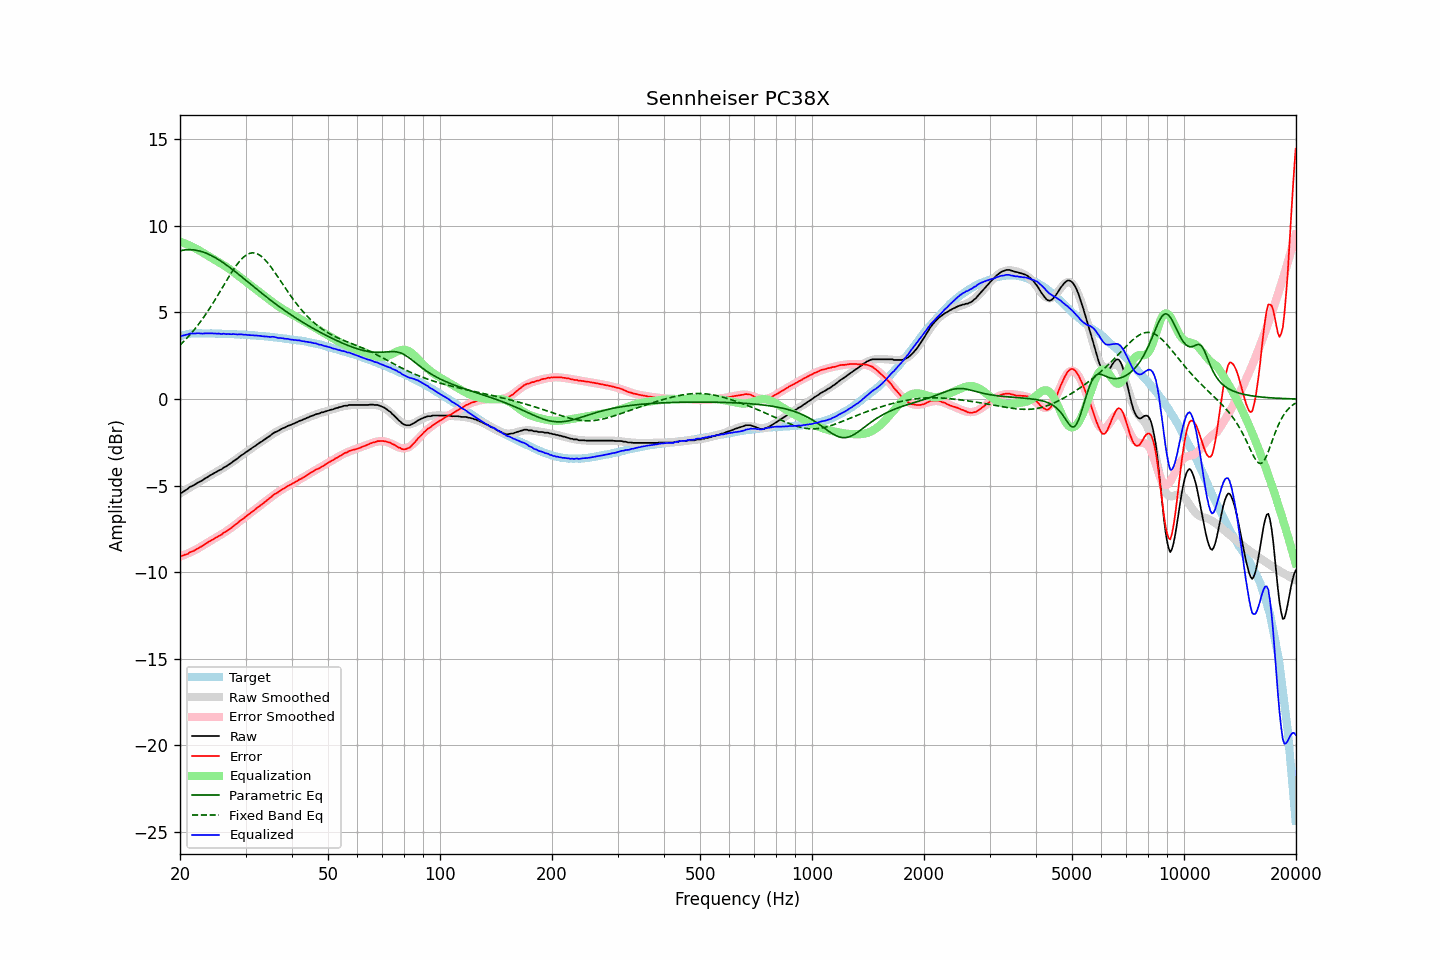 Sennheiser PC38X
Amplitude (dBr)
15
10
5
0
−5
−10
−15
−20
−25
Target
Raw Smoothed
Error Smoothed
Raw
Error
Equalization
Parametric Eq
Fixed Band Eq
Equalized
20 50 100 200 500 1000 2000 5000 10000 20000
Frequency (Hz)